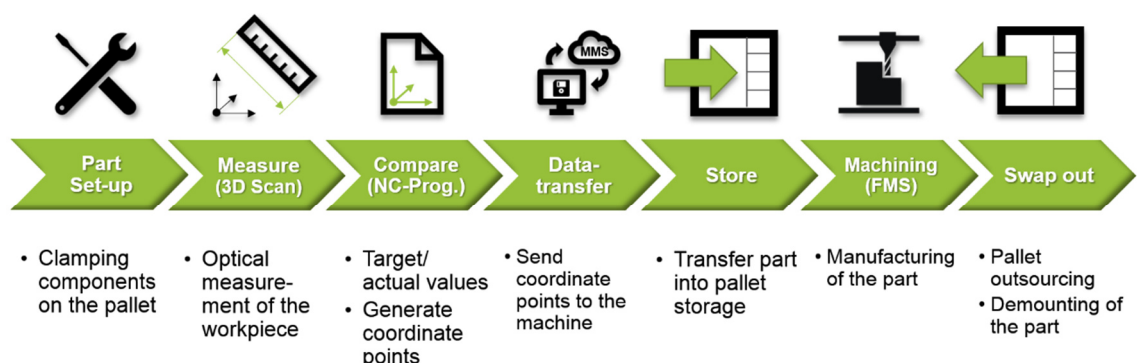 MMS
Part
Set-up
Measure
(3D Scan)
Compare
(NC-Prog.)
Data-
transfer
Store
Machining
(FMS)
Swap out
• Clamping
components
on the pallet
• Optical
measure-
ment of the
workpiece
• Target/
actual values
• Generate
coordinate
points
• Send
coordinate
points to the
machine
• Transfer part
into pallet
storage
• Manufacturing
of the part
• Pallet
outsourcing
• Demounting of
the part